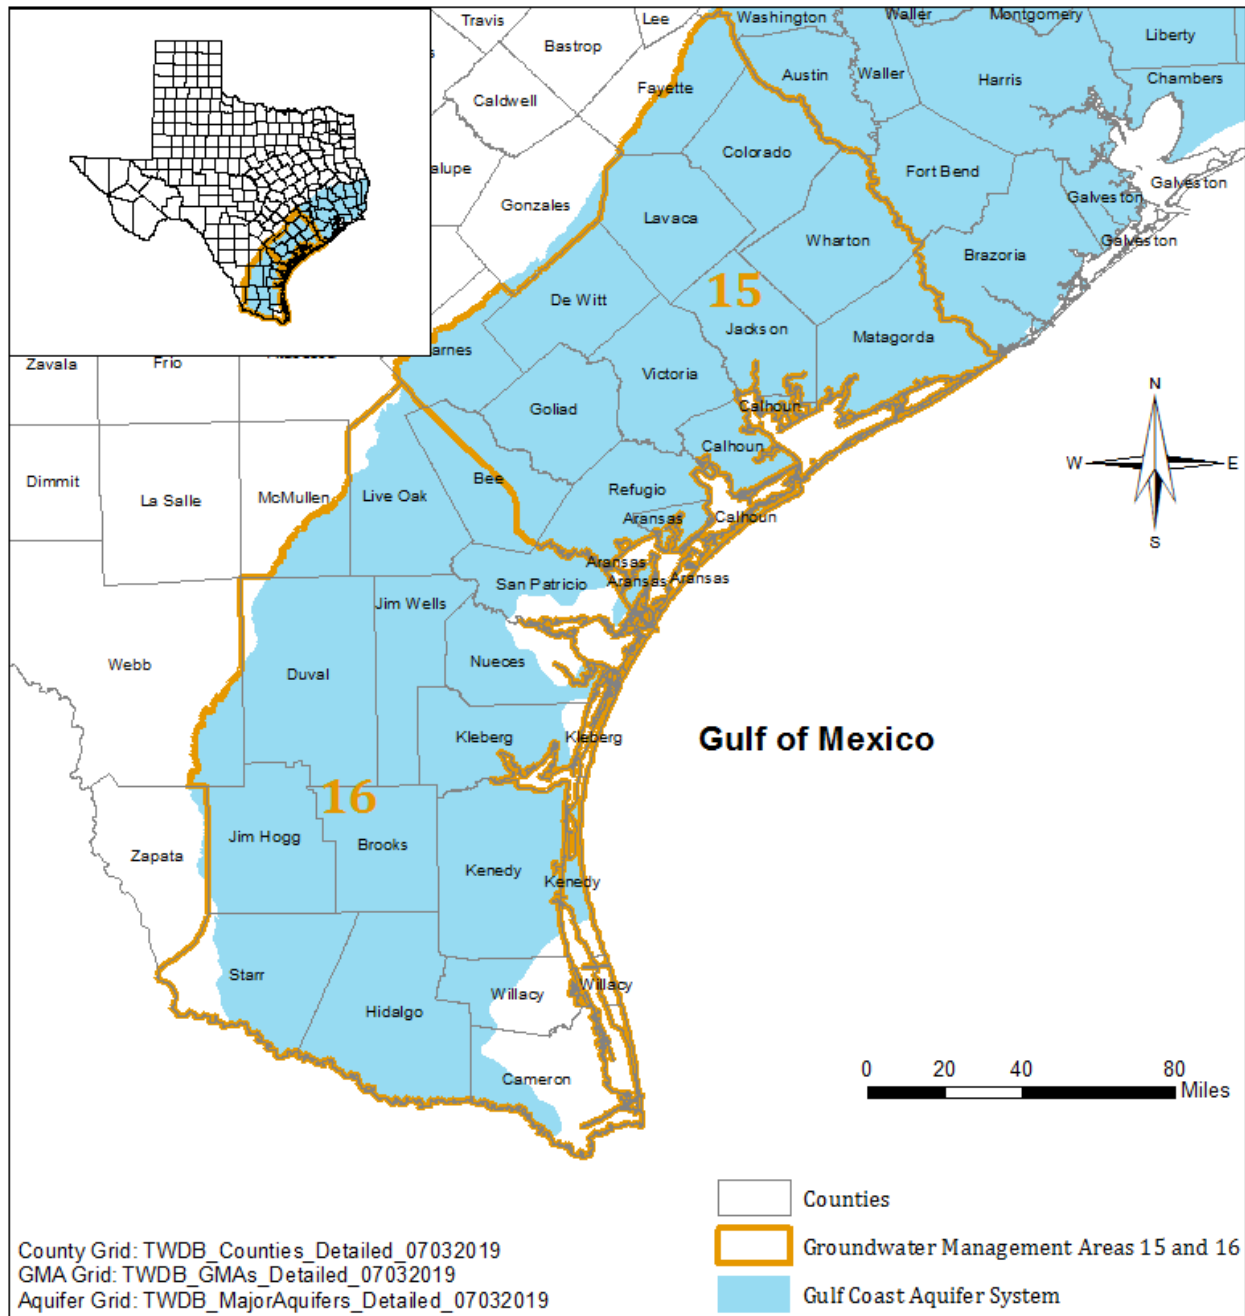 Travis
Lee
Washington
Waller
Montgomery
Liberty
Bastrop
Austin
Waller
Harris
Chambers
Caldwell
Fayette
Colorado
Fort Bend
Galveston
Galveston
Galveston
alupe
Gonzales
Lavaca
Wharton
Brazoria
De Witt
15
Jackson
Matagorda
arnes
Zavala
Frio
Victoria
Goliad
Calhoun
Calhoun
Calhoun
N
W
E
S
Dimmit
La Salle
McMullen
Live Oak
Bee
Refugio
Aransas
Aransas
Aransas
Aransas
San Patricio
Jim Wells
Webb
Duval
Nueces
Kleberg
Kleberg
Gulf of Mexico
16
Zapata
Jim Hogg
Brooks
Kenedy
Kenedy
Starr
Hidalgo
Willacy
Willacy
Cameron
0 20 40 80
Miles
Counties
Groundwater Management Areas 15 and 16
Gulf Coast Aquifer System
County Grid: TWDB_Counties_Detailed_07032019
GMA Grid: TWDB_GMAs_Detailed_07032019
Aquifer Grid: TWDB_MajorAquifers_Detailed_07032019